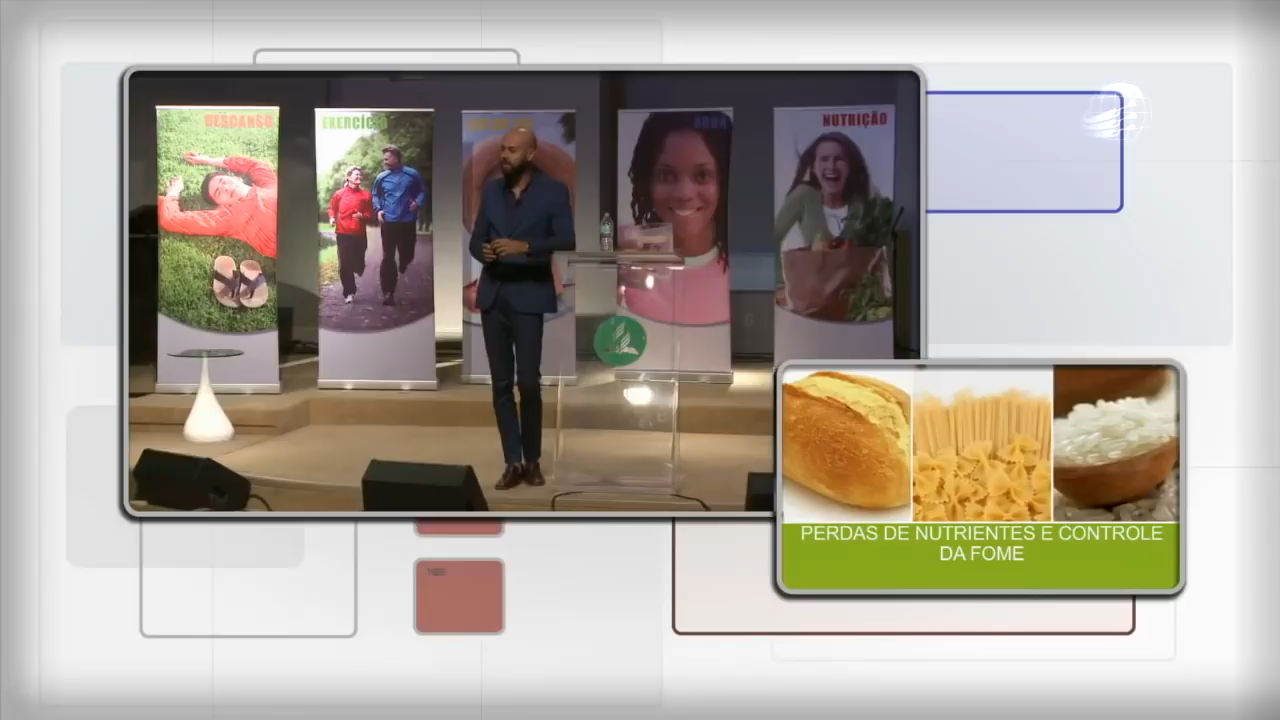 DESCANSO
EXERCÍCIO
NUTRIÇÃO
PERDAS DE NUTRIENTES E CONTROLE
DA FOME